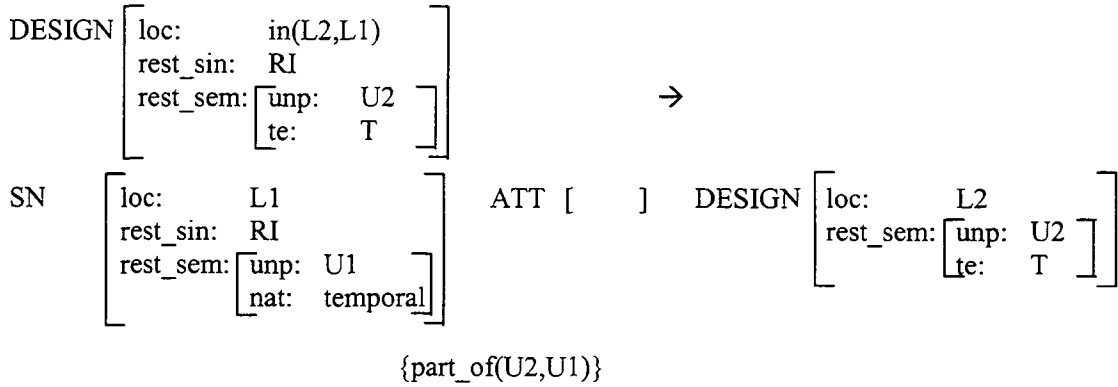 DESIGN loc: in(L2,L1)
rest_sin: RI
rest_sem: unp: U2 →
te: T
SN loc: L1 ATT [ ] DESIGN loc: L2
rest_sin: RI rest_sem: unp: U2
rest_sem: unp: U1 te: T
nat: temporal
{part_of(U2,U1)}